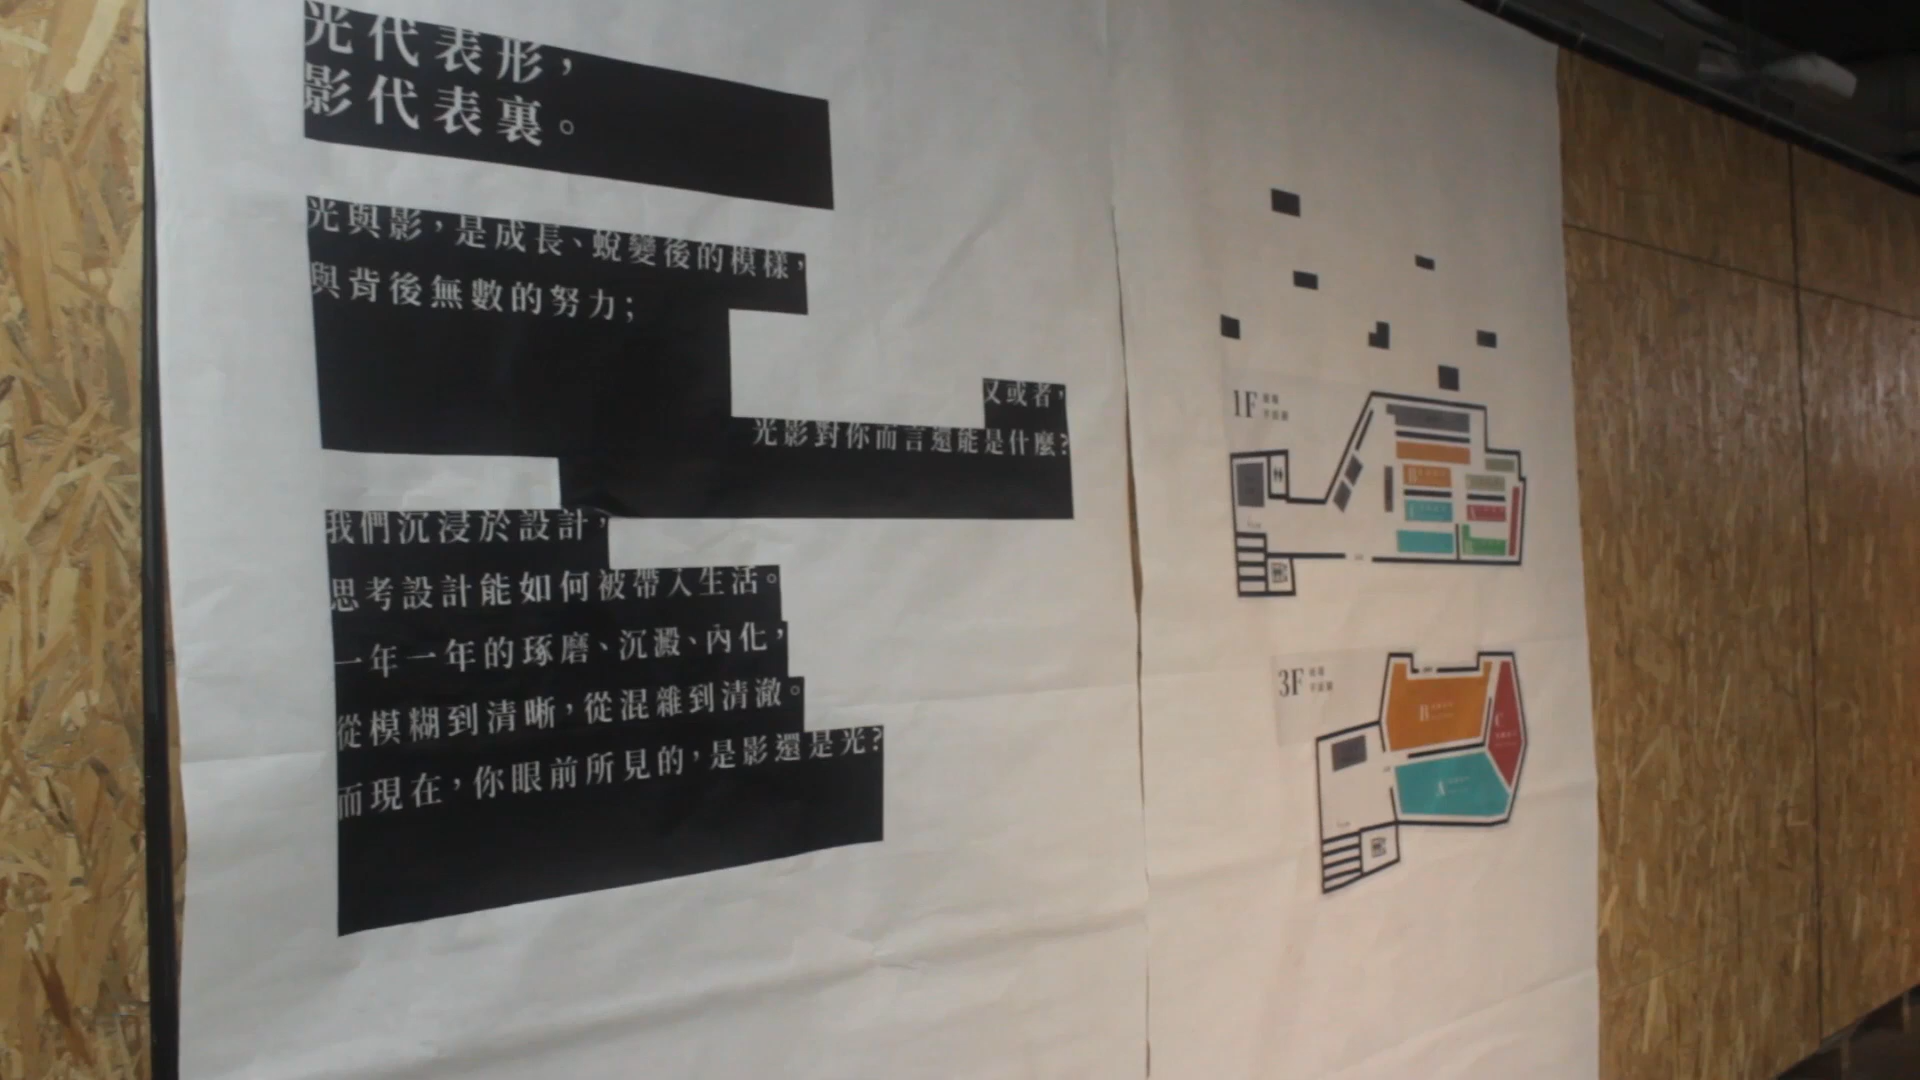 光代表形，
影代表裏。
光與影，是成長、蛻變後的模樣，
與背後無數的努力；
又或者，
光影對你而言還能是什麼？
我們沉浸於設計，
思考設計能如何被帶入生活。
一年一年的琢磨、沉澱、內化，
從模糊到清晰，從混雜到清澈。
而現在，你眼前所見的，是影還是光？
1F
3F
B
C
A